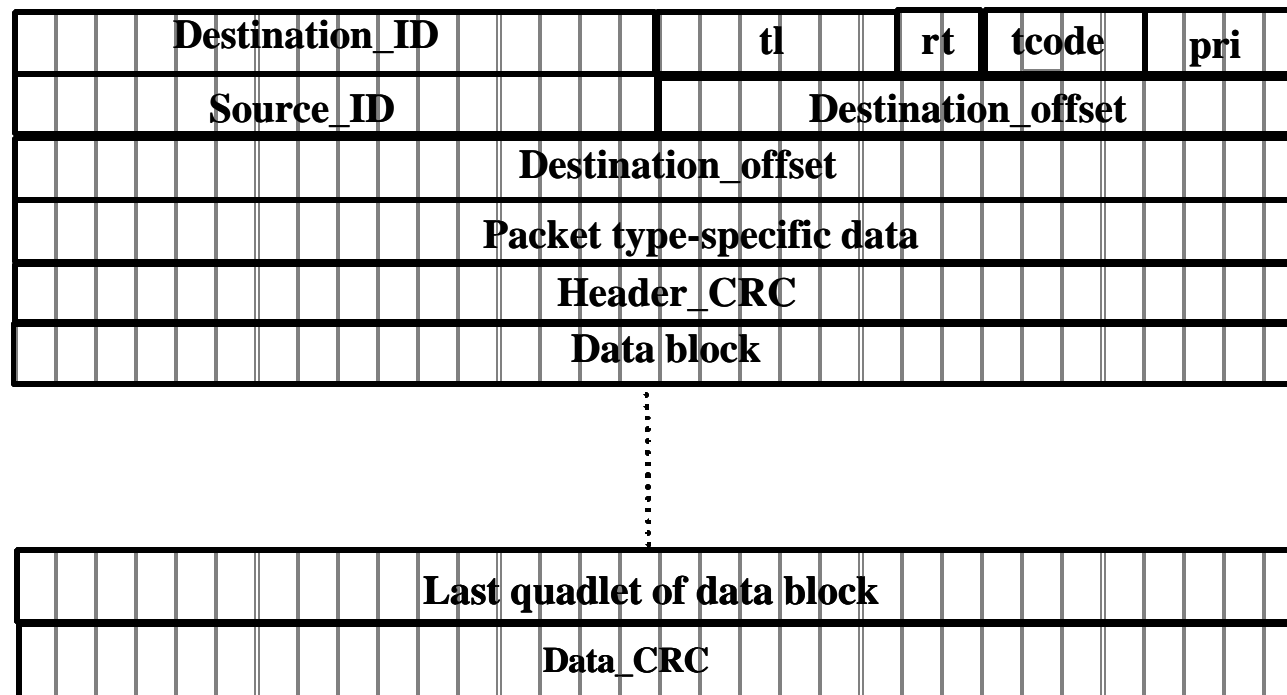 Destination_ID tl rt tcode pri
Source_ID Destination_offset
Destination_offset
Packet type-specific data
Header_CRC
Data block
Last quadlet of data block
Data_CRC